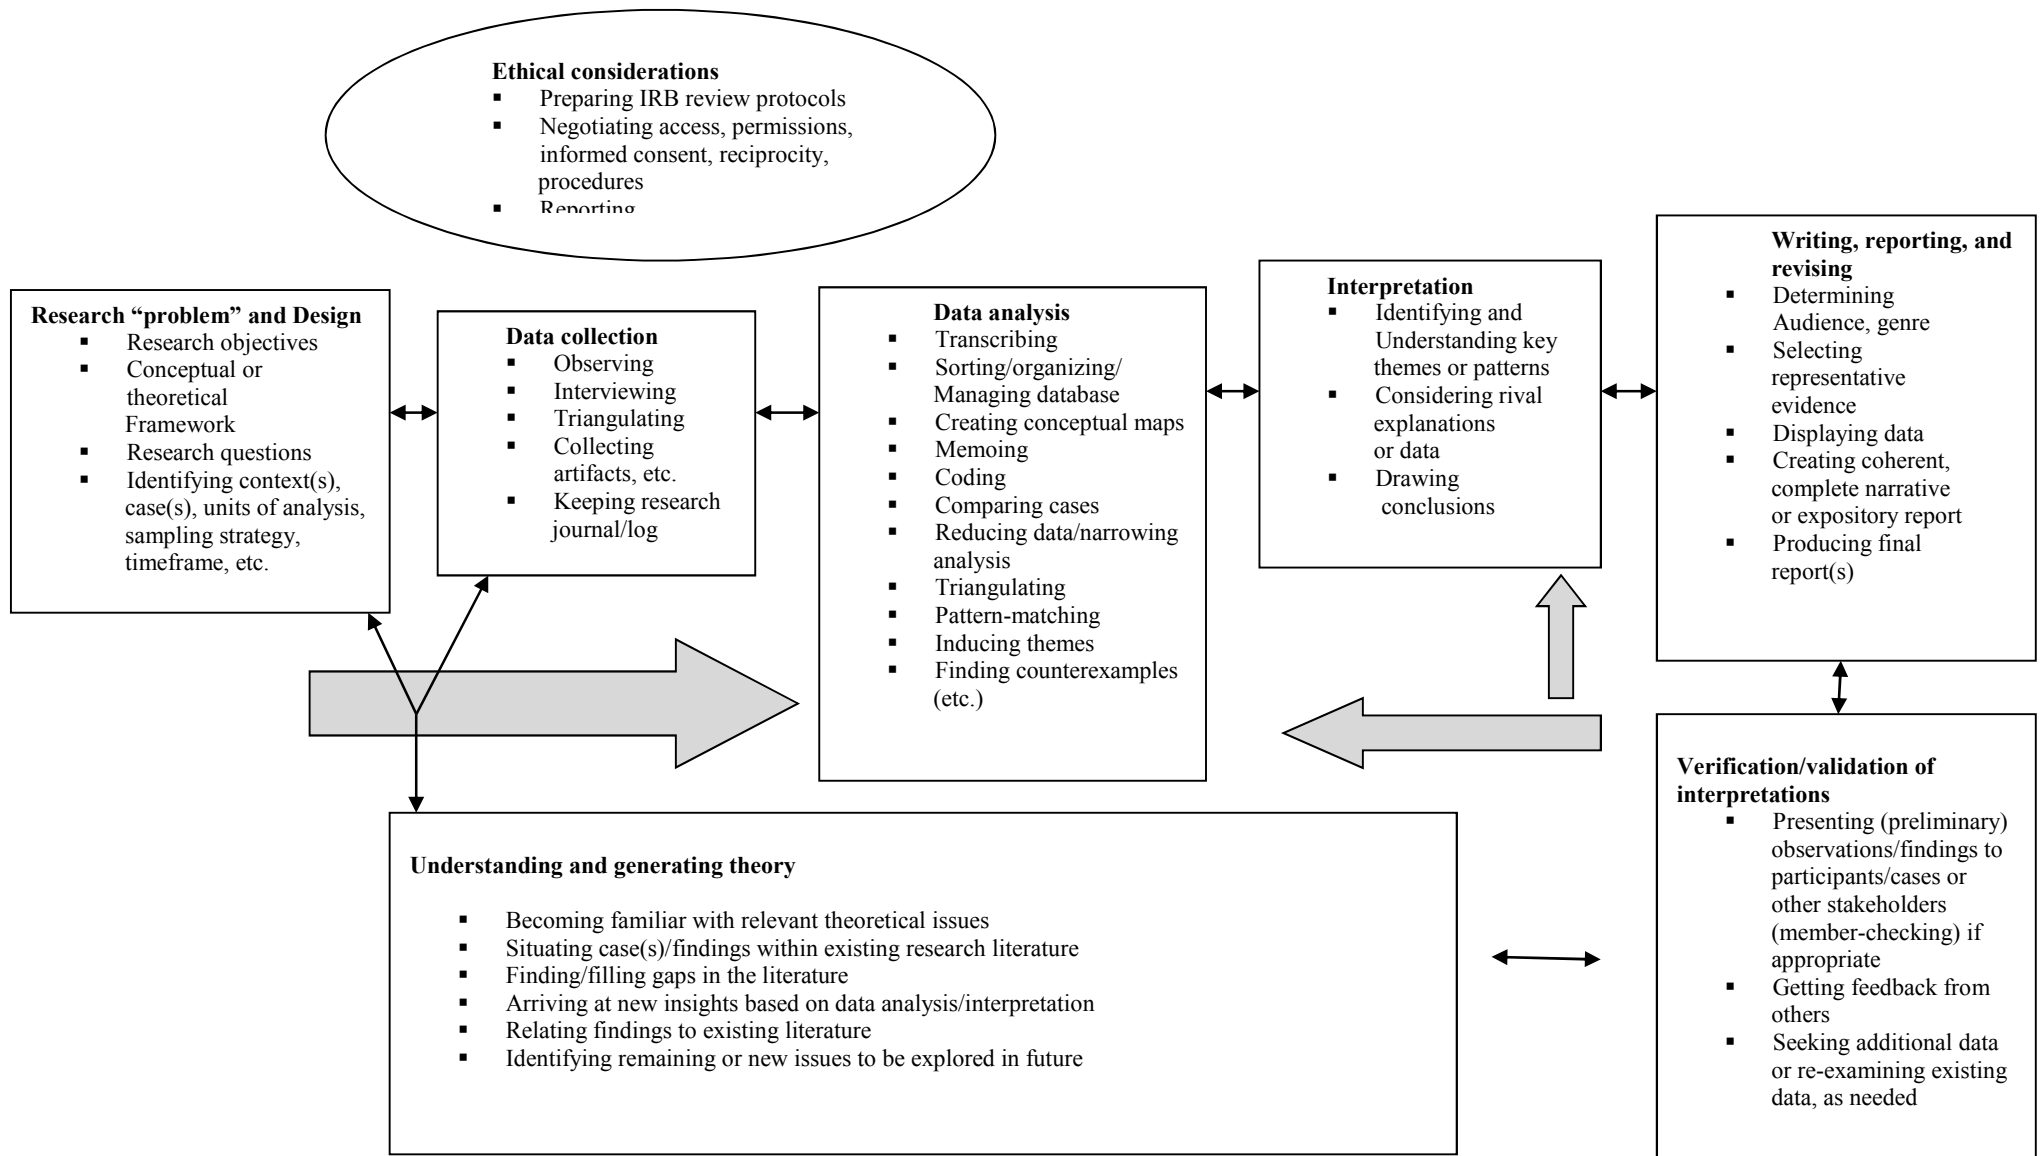 Ethical considerations
▪ Preparing IRB review protocols
▪ Negotiating access, permissions,
informed consent, reciprocity,
procedures
▪ Reporting
Research “problem” and Design
▪ Research objectives
▪ Conceptual or
theoretical
Framework
▪ Research questions
▪ Identifying context(s),
case(s), units of analysis,
sampling strategy,
timeframe, etc.
Data collection
▪ Observing
▪ Interviewing
▪ Triangulating
▪ Collecting
artifacts, etc.
▪ Keeping research
journal/log
Data analysis
▪ Transcribing
▪ Sorting/organizing/
Managing database
▪ Creating conceptual maps
▪ Memoing
▪ Coding
▪ Comparing cases
▪ Reducing data/narrowing
analysis
▪ Triangulating
▪ Pattern-matching
▪ Inducing themes
▪ Finding counterexamples
(etc.)
Interpretation
▪ Identifying and
Understanding key
themes or patterns
▪ Considering rival
explanations
or data
▪ Drawing
conclusions
Writing, reporting, and
revising
▪ Determining
Audience, genre
▪ Selecting
representative
evidence
▪ Displaying data
▪ Creating coherent,
complete narrative
or expository report
▪ Producing final
report(s)
Understanding and generating theory
▪ Becoming familiar with relevant theoretical issues
▪ Situating case(s)/findings within existing research literature
▪ Finding/filling gaps in the literature
▪ Arriving at new insights based on data analysis/interpretation
▪ Relating findings to existing literature
▪ Identifying remaining or new issues to be explored in future
Verification/validation of
interpretations
▪ Presenting (preliminary)
observations/findings to
participants/cases or
other stakeholders
(member-checking) if
appropriate
▪ Getting feedback from
others
▪ Seeking additional data
or re-examining existing
data, as needed